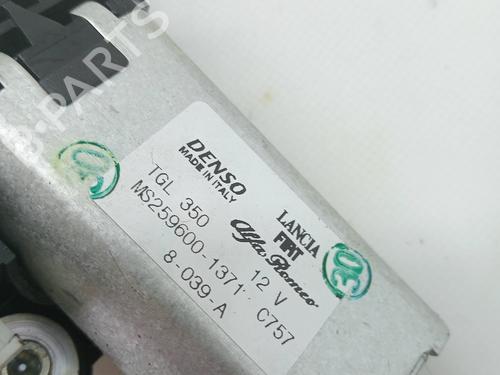 DENSO
MADE IN ITALY
LANCIA
FIAT
Alfa Romeo
TGL 350 12 V
MS259600-1371 C757
8-039-A
30
30
B-PARTS